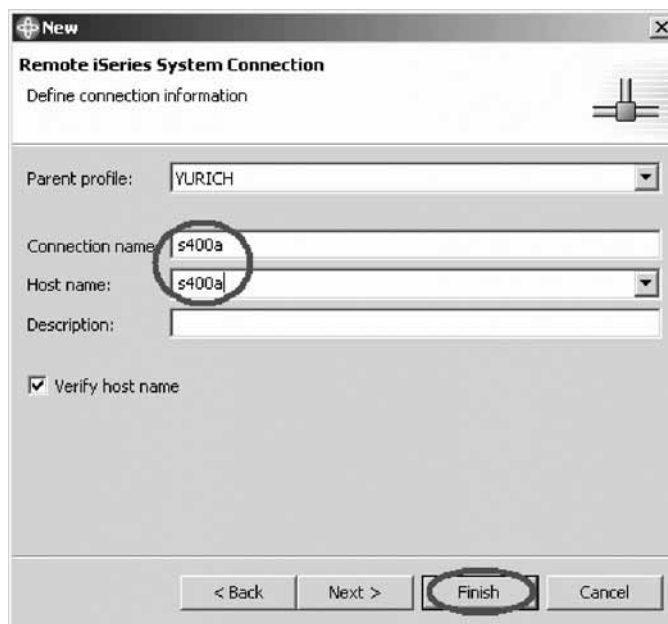 New
Remote iSeries System Connection
Define connection information
Parent profile: YURICH
Connection name s400a
Host name: s400a
Description:
Verify host name
< Back Next > Finish Cancel